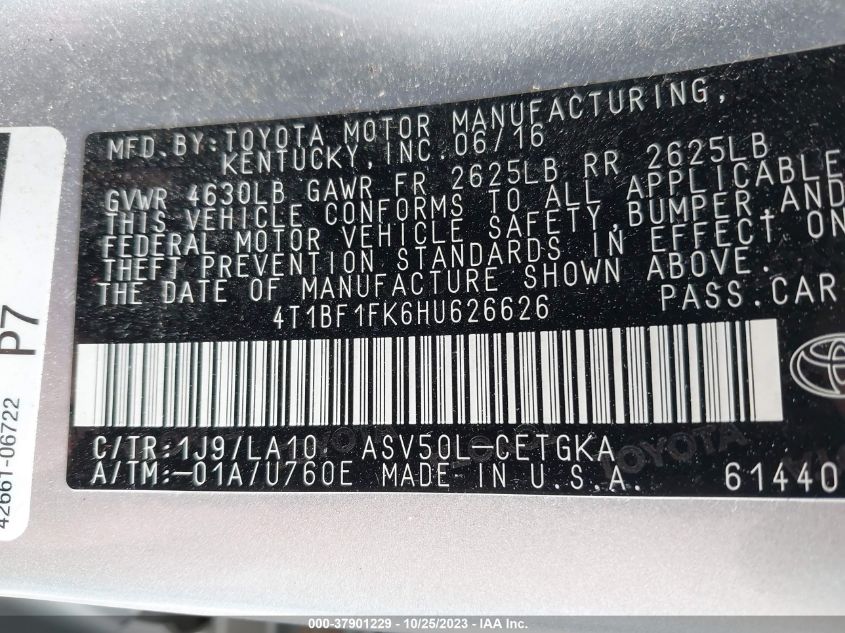 MFD. BY: TOYOTA MOTOR MANUFACTURING,
KENTUCKY, INC. 06/16
GVWR 4630LB GAWR FR 2625LB RR 2625LB
THIS VEHICLE CONFORMS TO ALL APPLICABLE
FEDERAL MOTOR VEHICLE SAFETY, BUMPER, AND
THEFT PREVENTION STANDARDS IN EFFECT ON
THE DATE OF MANUFACTURE SHOWN ABOVE.
4T1BF1FK6HU626626 PASS. CAR
C/TR: 1J9/LA10. ASV50L-CETGKA
A/TM:-01A/U760E MADE IN U.S.A. 61440
TOYOTA
P7
42661-06722
000-37901229 - 10/25/2023 - IAA Inc.